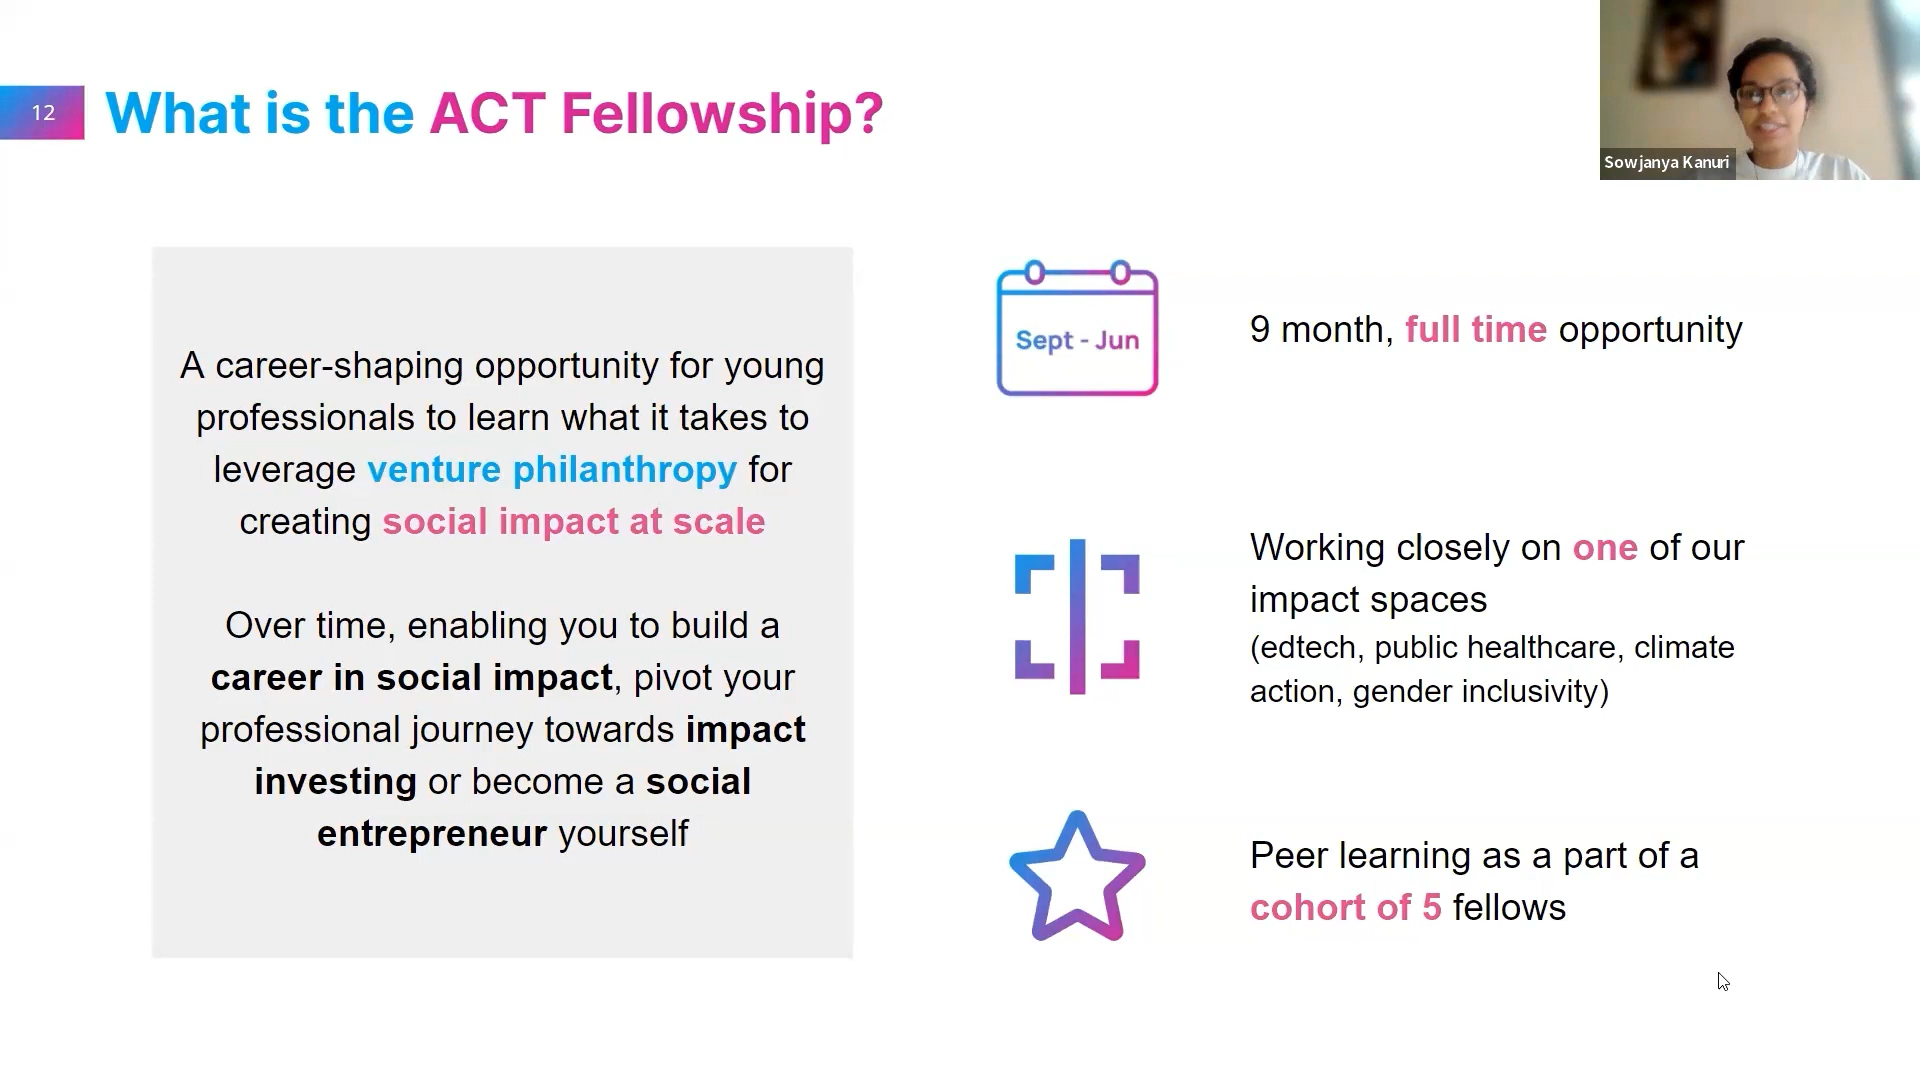 12
What is the ACT Fellowship?
Sowjanya Kanuri
A career-shaping opportunity for young
professionals to learn what it takes to
leverage venture philanthropy for
creating social impact at scale
Over time, enabling you to build a
career in social impact, pivot your
professional journey towards impact
investing or become a social
entrepreneur yourself
Sept - Jun
9 month, full time opportunity
Working closely on one of our
impact spaces
(edtech, public healthcare, climate
action, gender inclusivity)
Peer learning as a part of a
cohort of 5 fellows